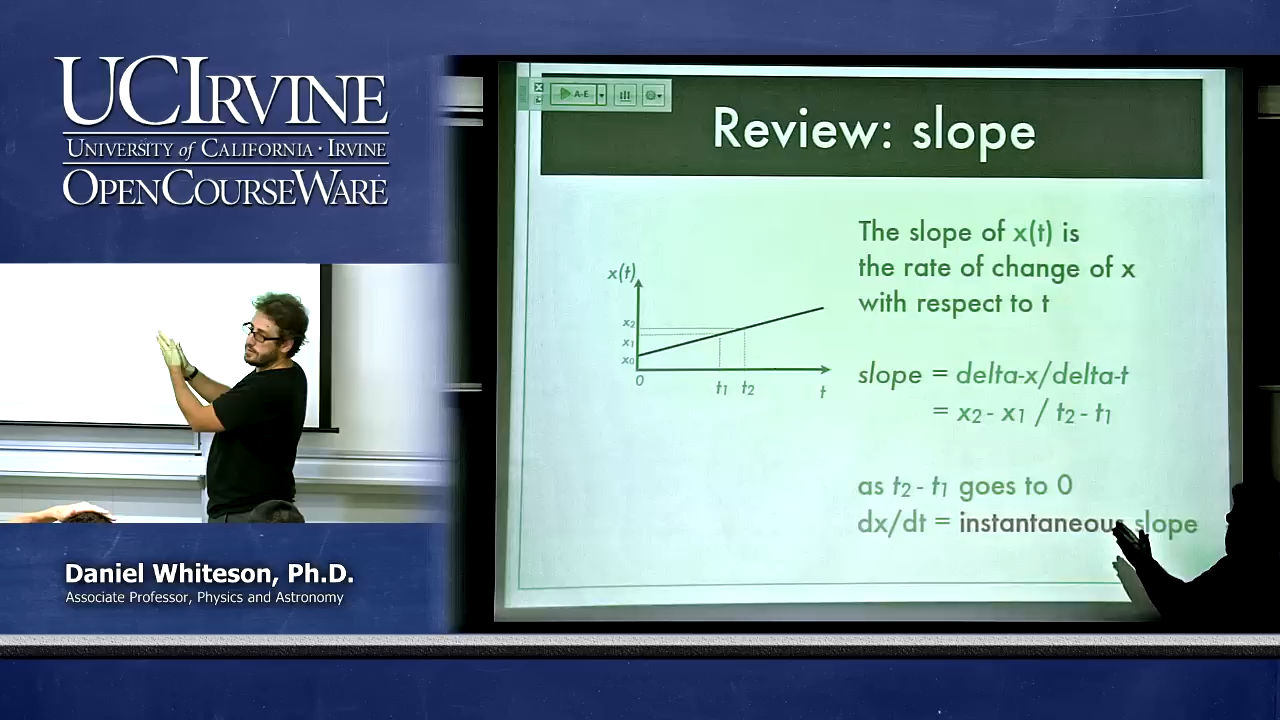 UCIRVINE
UNIVERSITY of CALIFORNIA · IRVINE
OPENCOURSEWARE
Daniel Whiteson, Ph.D.
Associate Professor, Physics and Astronomy
A-E
Review: slope
The slope of x(t) is
the rate of change of x
with respect to t
x(t)
x2
x1
x0
0
t1
t2
t
slope = delta-x/delta-t
= x2 - x1 / t2 - t1
as t2 - t1 goes to 0
dx/dt = instantaneous slope